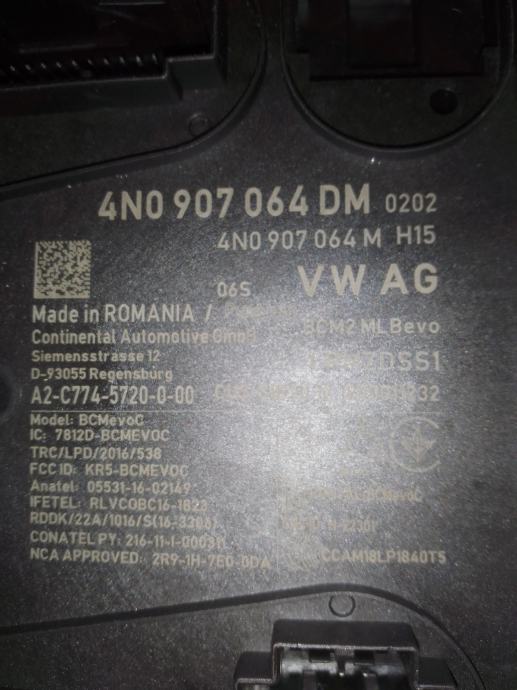 4N0 907 064 DM 0202
4N0 907 064 M H15
06S VW AG
Made in ROMANIA /
Continental Automotive GmbH BCM2 MLBevo
Siemensstrasse 12
D-93055 Regensburg
A2-C774-5720-0-00
Model: BCMevoC
IC: 7812D-BCMEVOC
TRC/LPD/2016/538
FCC ID: KR5-BCMEVOC
Anatel: 05531-16-02149
IFETEL: RLVCOBC16-1823
RDDK/22A/1016/S(16-3386)
CONATEL PY: 216-11-I-000311
NCA APPROVED: 2R9-1H-7E0-0DA CCAM18LP1840T5